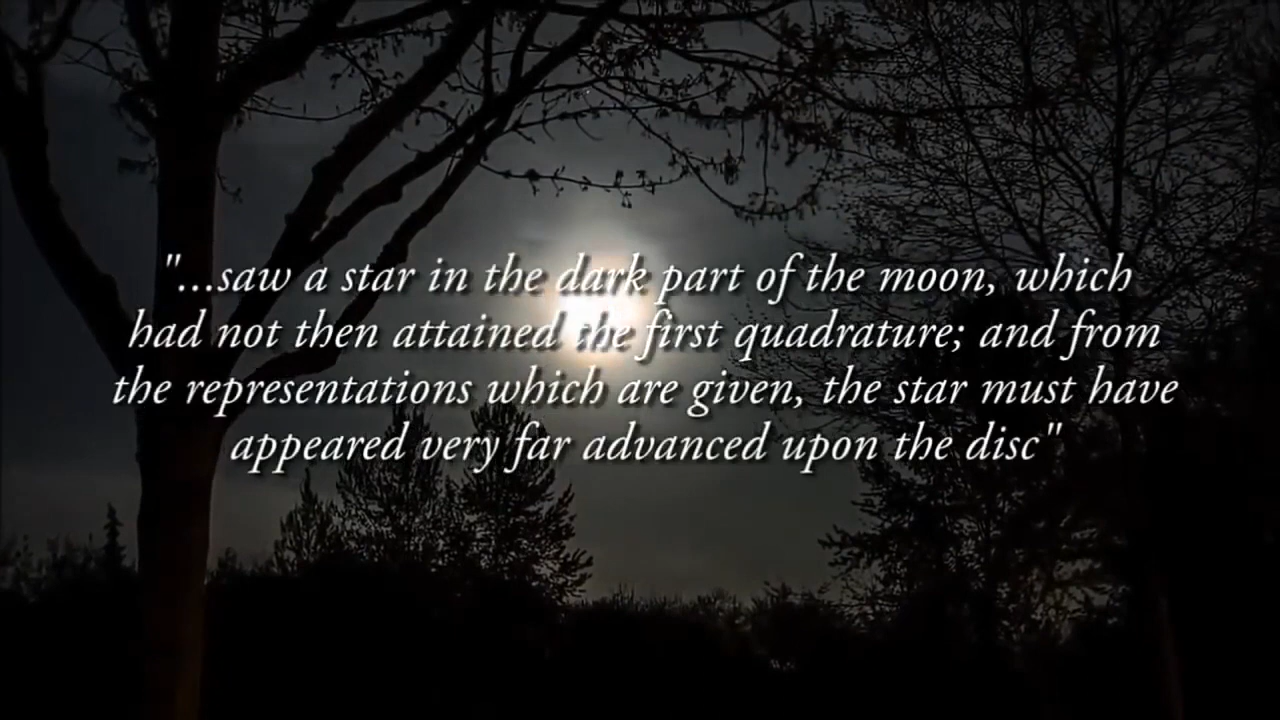 "...saw a star in the dark part of the moon, which
had not then attained the first quadrature; and from
the representations which are given, the star must have
appeared very far advanced upon the disc"